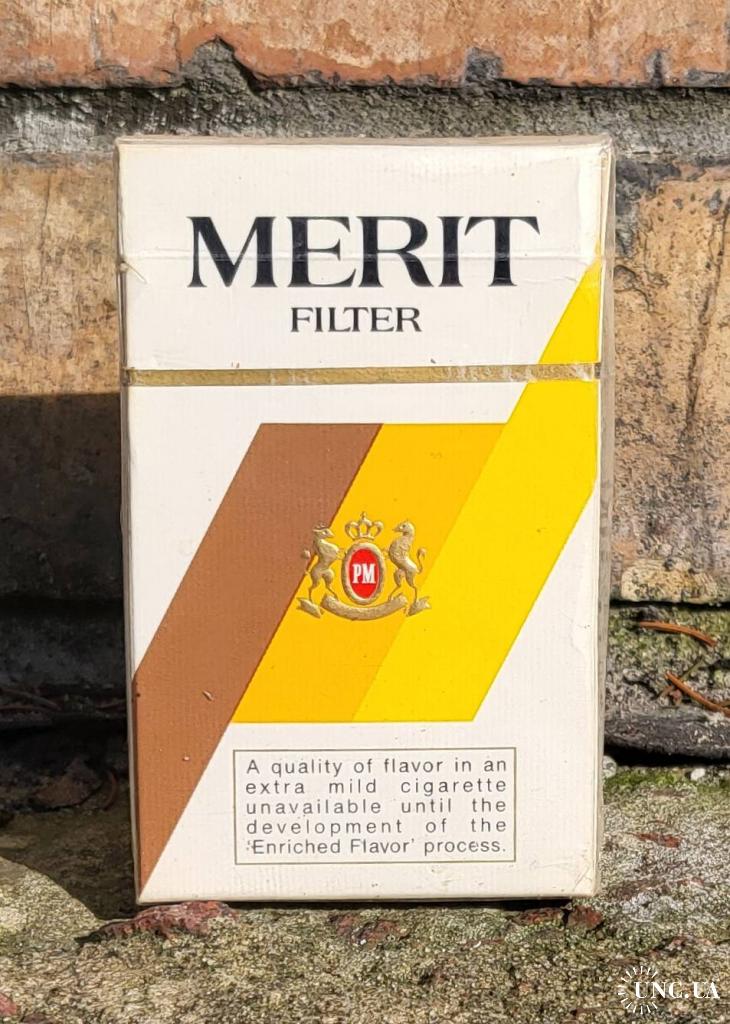 MERIT
FILTER
PM
A quality of flavor in an
extra mild cigarette
unavailable until the
development of the
'Enriched Flavor' process.
UNC.UA